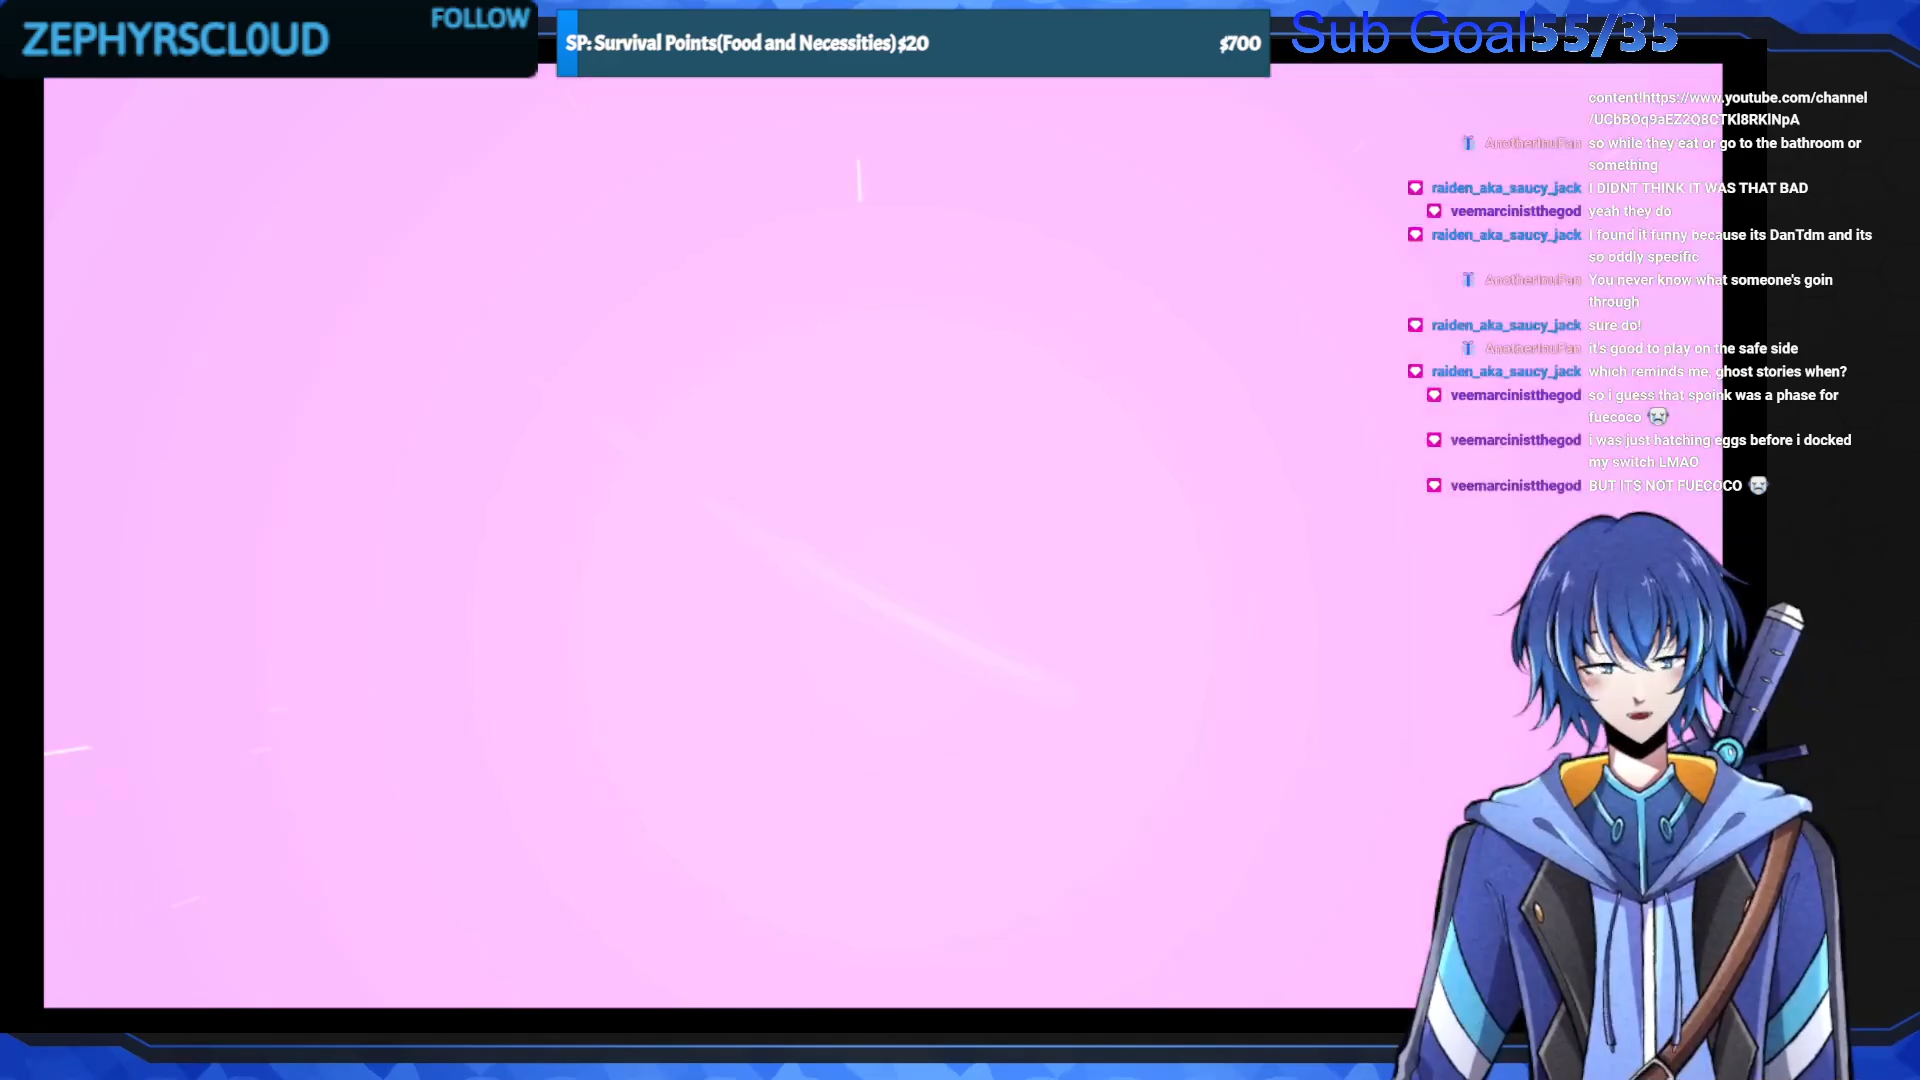 ZEPHYRSCL0UD
FOLLOW
SP: Survival Points(Food and Necessities) $20
$700
Sub Goal 55/35
content!https://www.youtube.com/channel
/UCbBOq9aEZ2Q8CTKl8RKlNpA
AnotherInuFan so while they eat or go to the bathroom or
something
raiden_aka_saucy_jack I DIDNT THINK IT WAS THAT BAD
veemarcinistthegod yeah they do
raiden_aka_saucy_jack I found it funny because its DanTdm and its
so oddly specific
AnotherInuFan You never know what someone's goin
through
raiden_aka_saucy_jack sure do!
AnotherInuFan it's good to play on the safe side
raiden_aka_saucy_jack which reminds me, ghost stories when?
veemarcinistthegod so i guess that spoink was a phase for
fuecoco
veemarcinistthegod i was just hatching eggs before i docked
my switch LMAO
veemarcinistthegod BUT ITS NOT FUECOCO